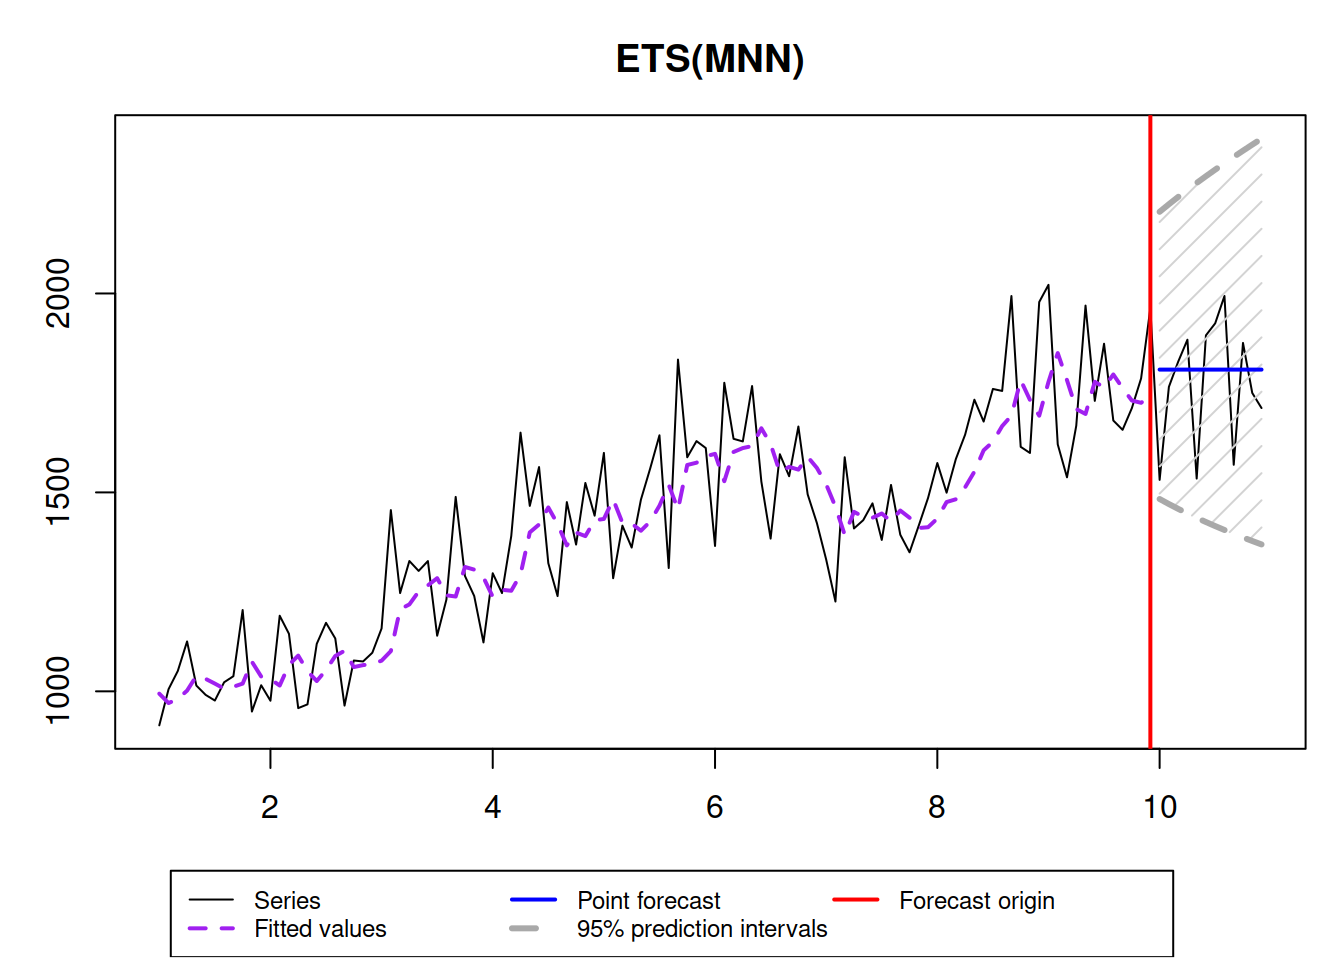 ETS(MNN)
2000
1500
1000
2 4 6 8 10
Series Point forecast Forecast origin
Fitted values 95% prediction intervals